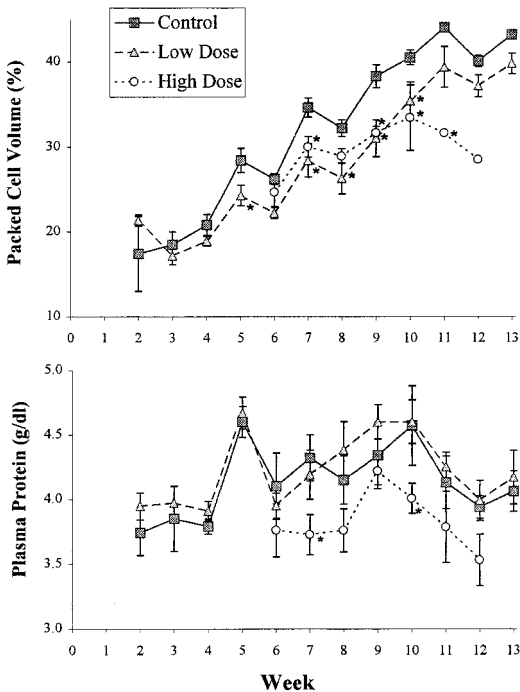 Control
Low Dose
High Dose
Packed Cell Volume (%)
40
30
20
10
0 1 2 3 4 5 6 7 8 9 10 11 12 13
* * * * * * * * *
Plasma Protein (g/dl)
5.0
4.5
4.0
3.5
3.0
* *
0 1 2 3 4 5 6 7 8 9 10 11 12 13
Week